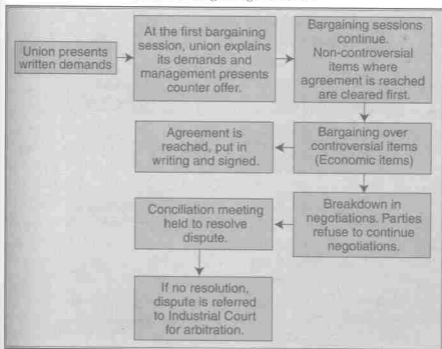 Union presents
written demands
At the first bargaining
session, union explains
its demands and
management presents
counter offer.
Bargaining sessions
continue.
Non-controversial
items where
agreement is reached
are cleared first.
Agreement is
reached, put in
writing and signed.
Bargaining over
controversial items
(Economic items)
Conciliation meeting
held to resolve
dispute.
Breakdown in
negotiations. Parties
refuse to continue
negotiations.
If no resolution,
dispute is referred
to Industrial Court
for arbitration.